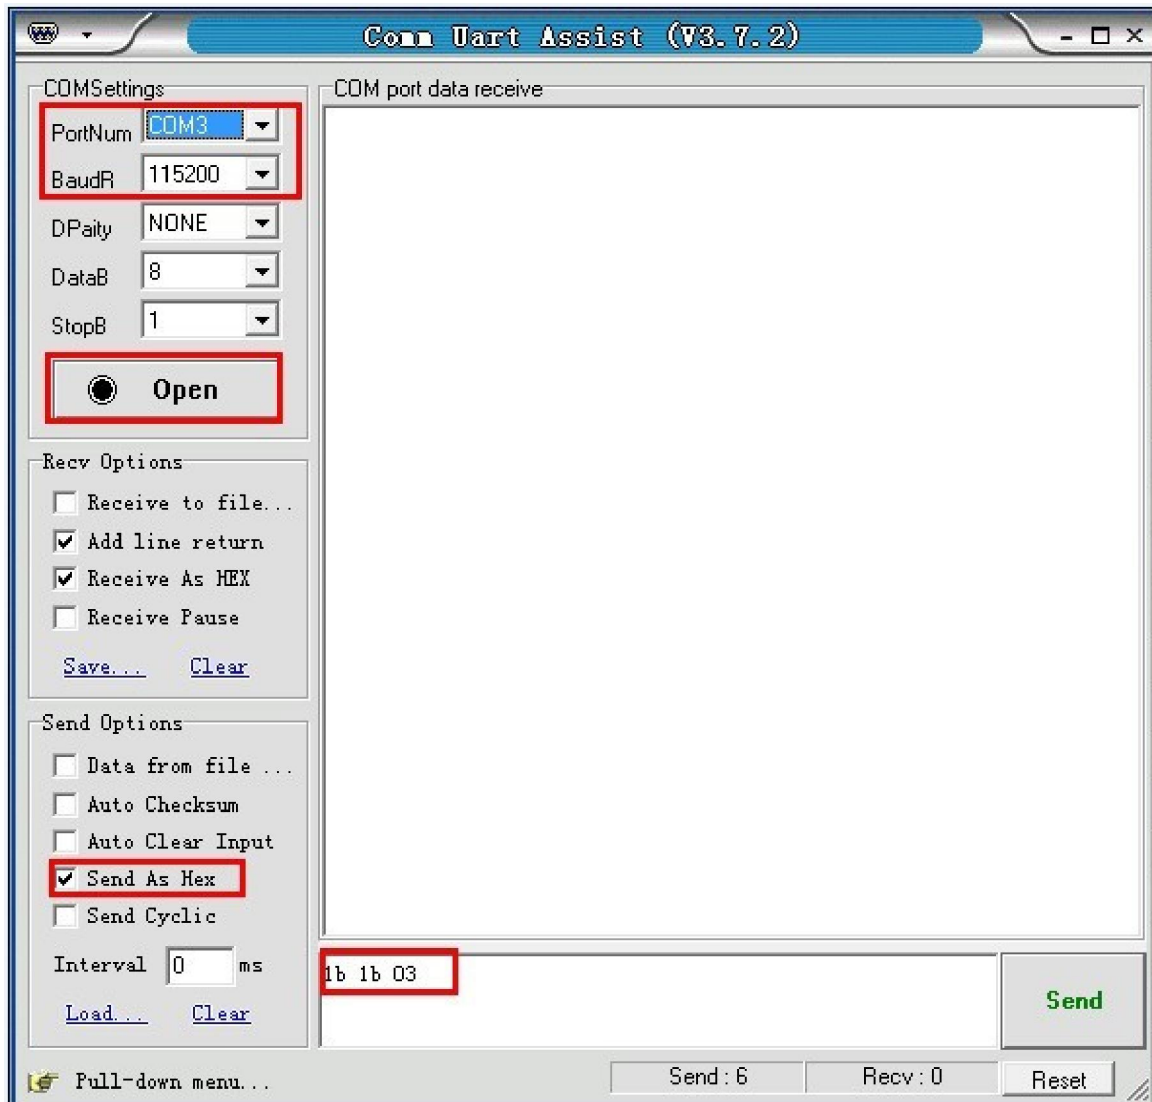 Comm Uart Assist (V3.7.2)
COMSettings
PortNum COM3
BaudR 115200
DPaity NONE
DataB 8
StopB 1
Open
Recv Options
Receive to file...
Add line return
Receive As HEX
Receive Pause
Save... Clear
Send Options
Data from file ...
Auto Checksum
Auto Clear Input
Send As Hex
Send Cyclic
Interval 0 ms
Load... Clear
COM port data receive
1b 1b 03
Send
Pull-down menu...
Send : 6
Recv : 0
Reset